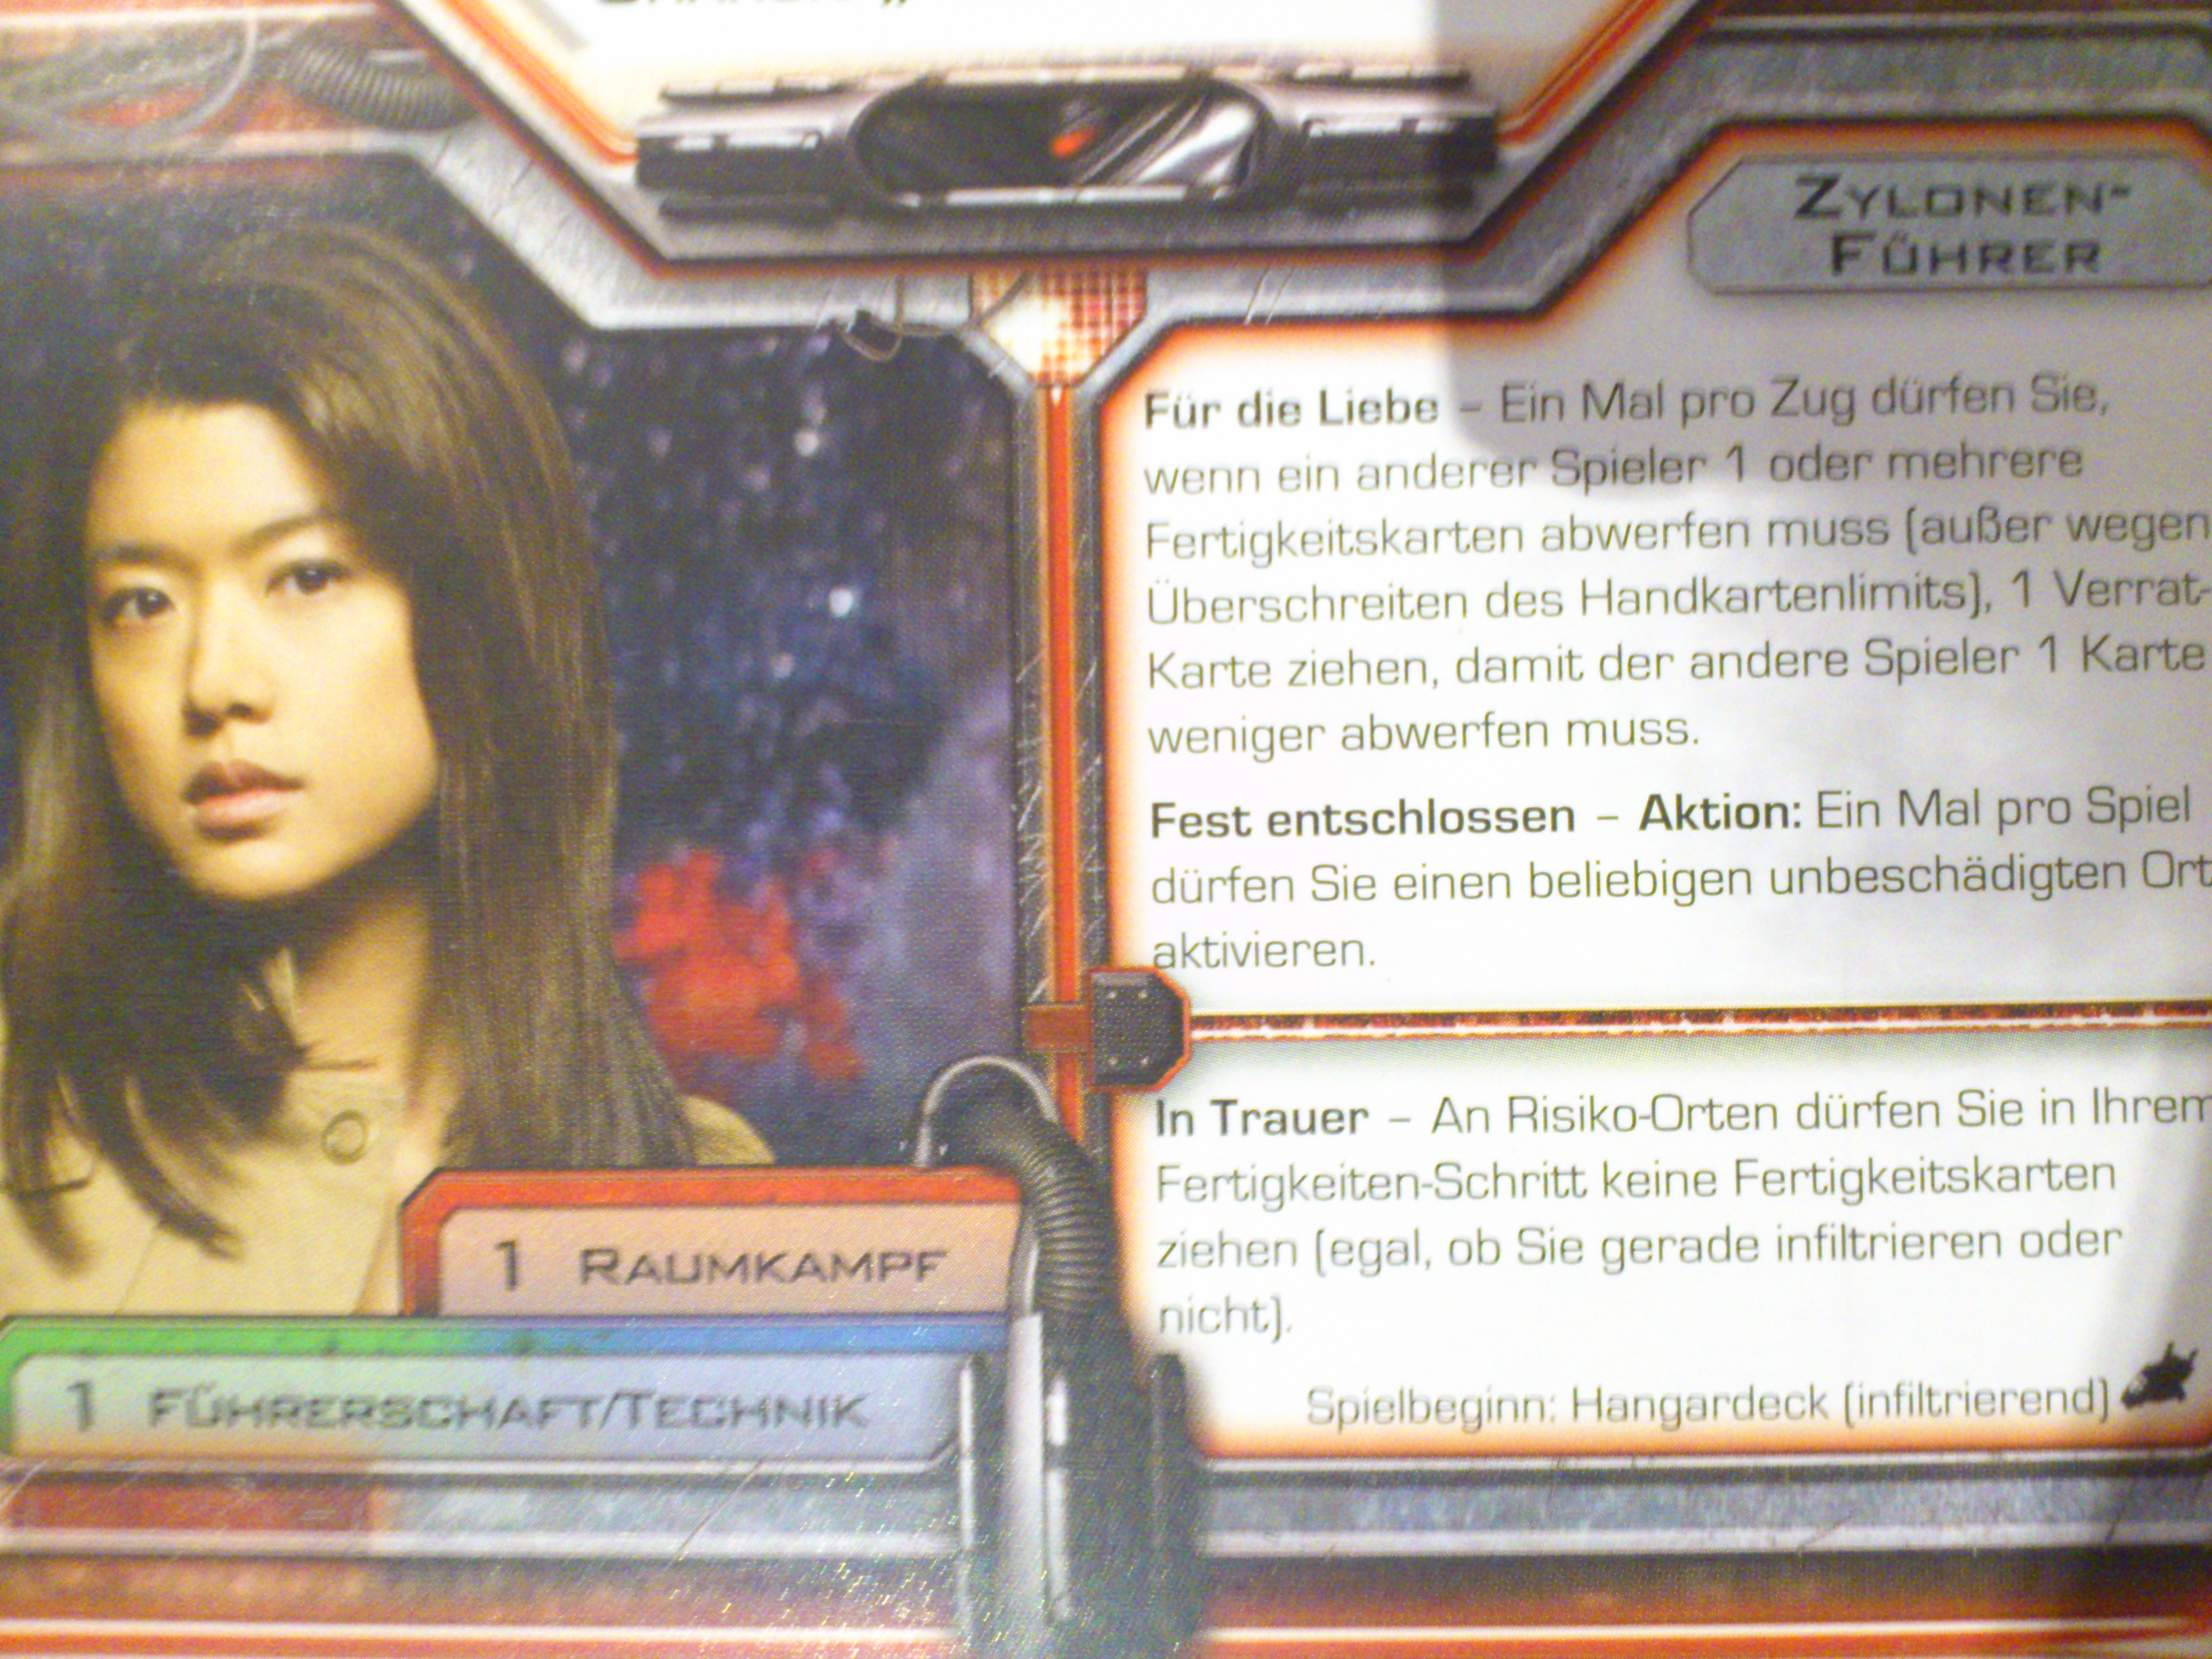 ZYLONEN-
FÜHRER
Für die Liebe – Ein Mal pro Zug dürfen Sie,
wenn ein anderer Spieler 1 oder mehrere
Fertigkeitskarten abwerfen muss (außer wegen
Überschreiten des Handkartenlimits), 1 Verrat-
Karte ziehen, damit der andere Spieler 1 Karte
weniger abwerfen muss.
Fest entschlossen – Aktion: Ein Mal pro Spiel
dürfen Sie einen beliebigen unbeschädigten Ort
aktivieren.
In Trauer – An Risiko-Orten dürfen Sie in Ihrem
Fertigkeiten-Schritt keine Fertigkeitskarten
ziehen (egal, ob Sie gerade infiltrieren oder
nicht).
Spielbeginn: Hangardeck (infiltrierend)
1 RAUMKAMPF
1 FÜHRERSCHAFT/TECHNIK